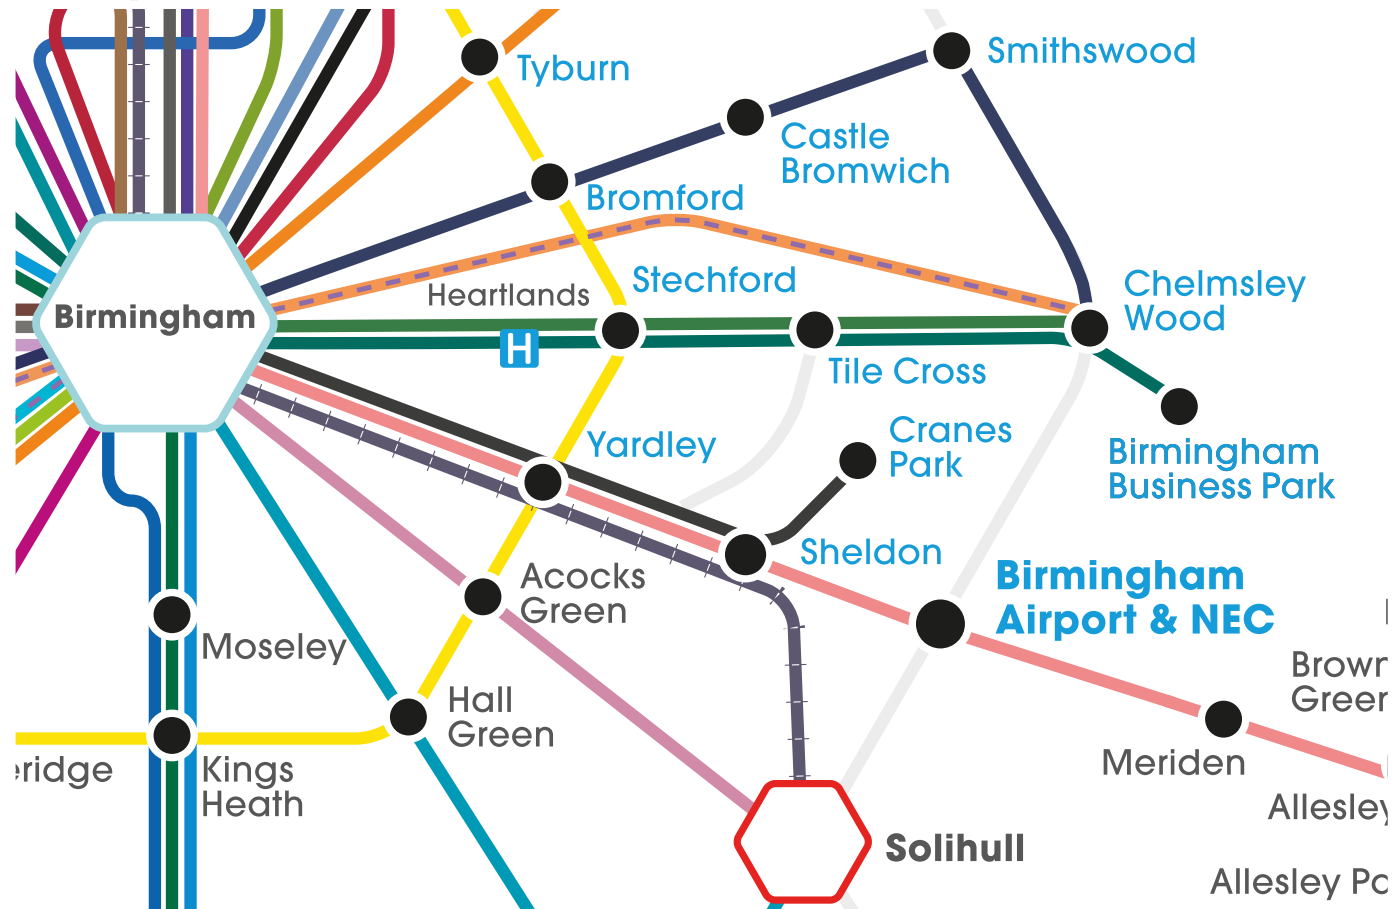 Smithswood
Tyburn
Castle
Bromwich
Bromford
Stechford
Heartlands
Chelmsley
Wood
Birmingham
H
Tile Cross
Cranes
Park
Yardley
Birmingham
Business Park
Sheldon
Acocks
Green
Birmingham
Airport & NEC
Moseley
Hall
Green
Meriden
Kings
Heath
Solihull
Allesley